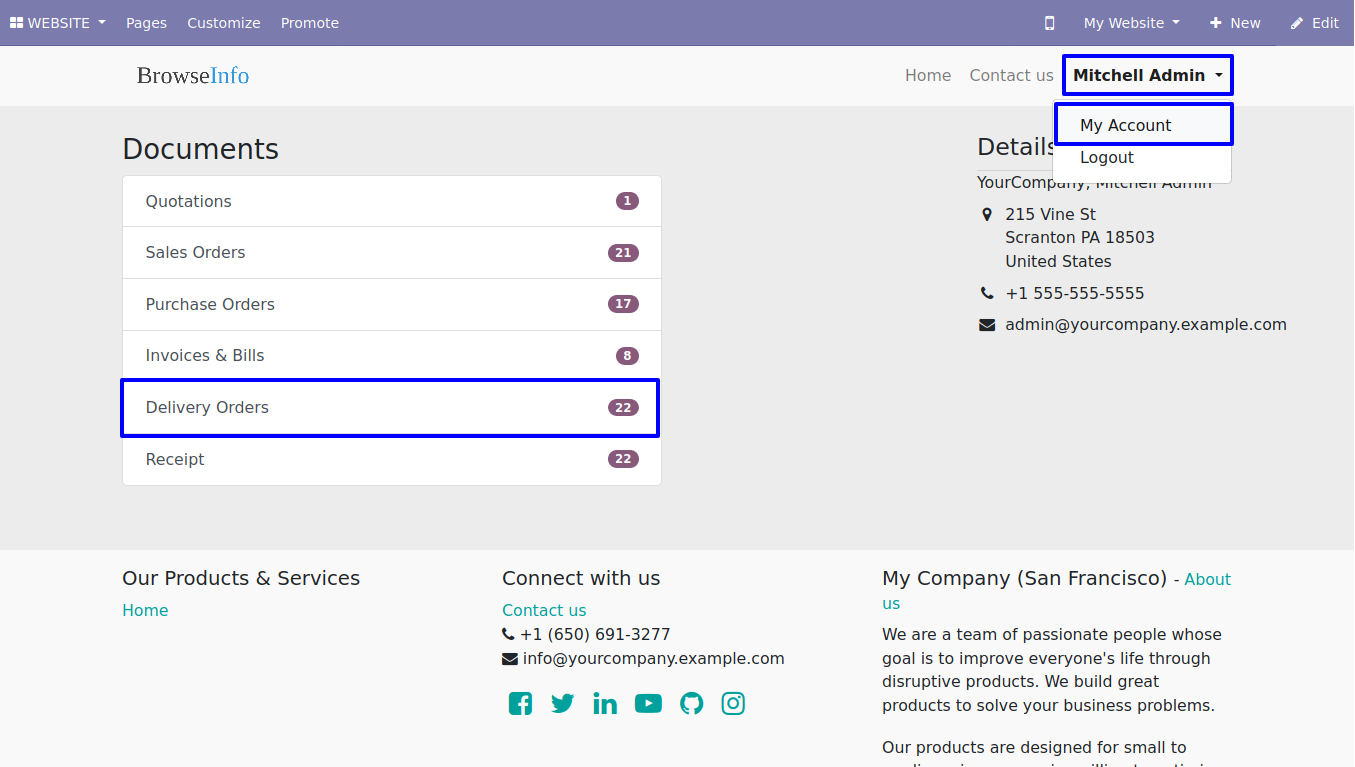 WEBSITE Pages Customize Promote My Website New Edit
BrowseInfo Home Contact us Mitchell Admin
My Account
Logout
Documents
Quotations 1
Sales Orders 21
Purchase Orders 17
Invoices & Bills 8
Delivery Orders 22
Receipt 22
Details
YourCompany, Mitchell Admin
215 Vine St
Scranton PA 18503
United States
+1 555-555-5555
admin@yourcompany.example.com
Our Products & Services
Home
Connect with us
Contact us
+1 (650) 691-3277
info@yourcompany.example.com
My Company (San Francisco) - About
us
We are a team of passionate people whose
goal is to improve everyone's life through
disruptive products. We build great
products to solve your business problems.
Our products are designed for small to